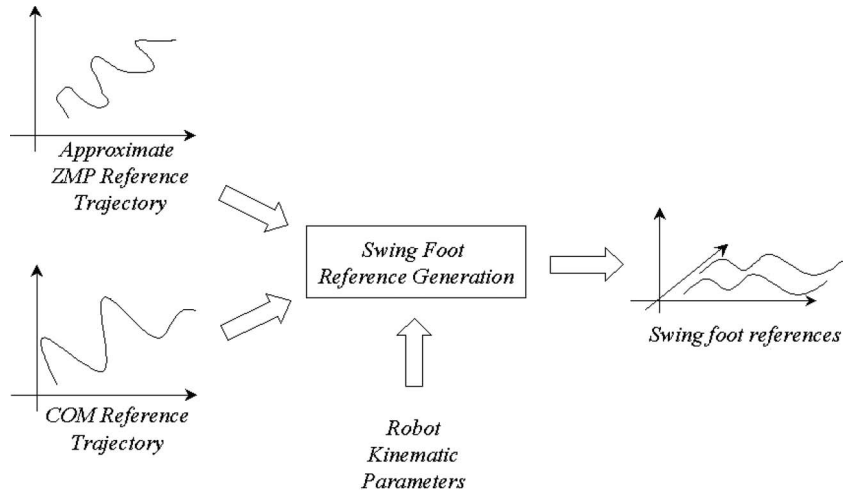 Approximate
ZMP Reference
Trajectory
Swing Foot
Reference Generation
Swing foot references
COM Reference
Trajectory
Robot
Kinematic
Parameters